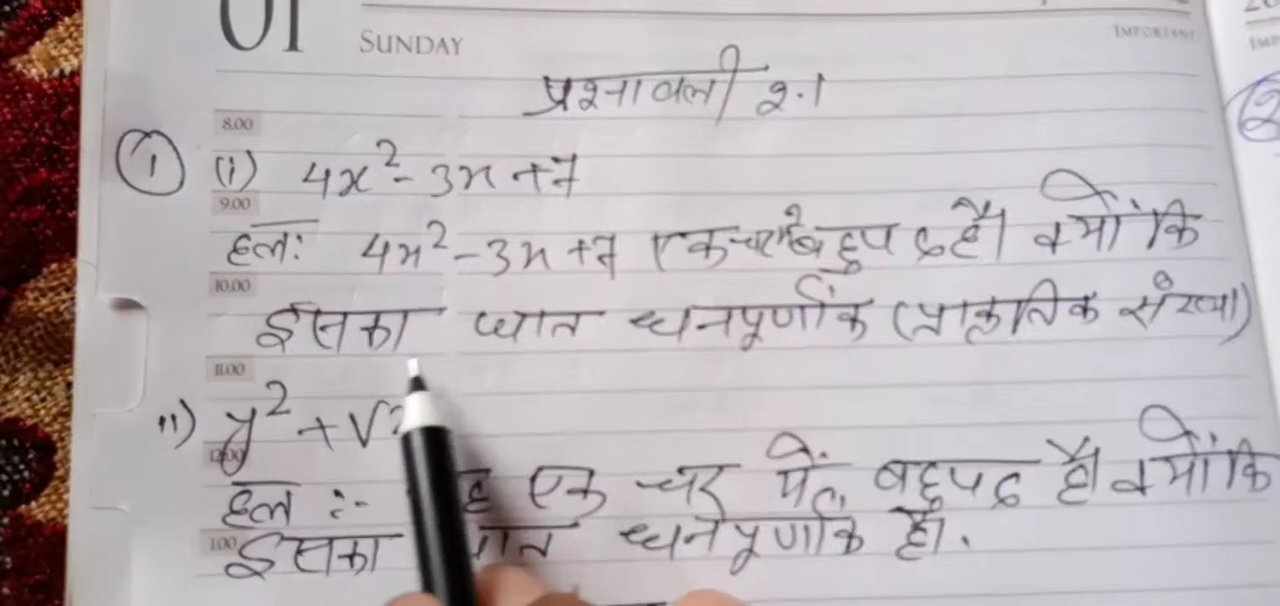 01 SUNDAY IMPORTANT
प्रश्नावली 2.1
8.00
① (i) 4x²- 3x +7
9.00
हलः 4x² - 3x +7 एक चर में बहुपद है। क्योंकि
10.00
इसका घात धनपूर्णांक (प्राकृतिक संख्या)
11.00
ii) y² + √
12.00
हल :- एक चर में बहुपद है। क्योंकि
1.00 इसका धनपूर्णांक है।